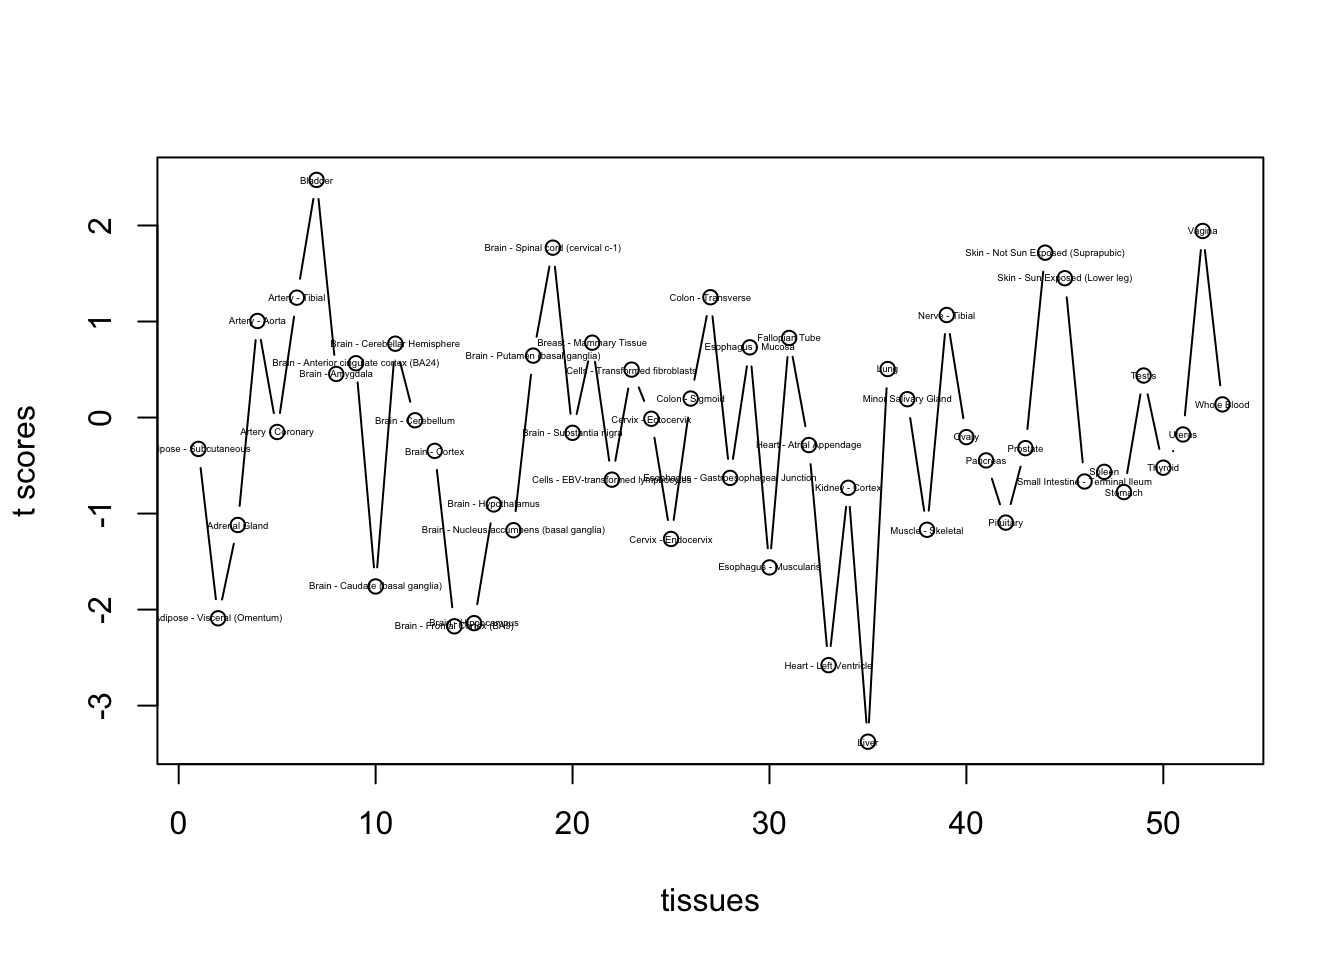 t scores
2
1
0
-1
-2
-3
ipose - Subcutaneous
Adipose - Visceral (Omentum)
Adrenal Gland
Artery - Aorta
Artery - Coronary
Artery - Tibial
Bladder
Brain - Amygdala
Brain - Anterior cingulate cortex (BA24)
Brain - Caudate (basal ganglia)
Brain - Cerebellar Hemisphere
Brain - Cerebellum
Brain - Cortex
Brain - Frontal Cortex (BA9)
Brain - Hippocampus
Brain - Hypothalamus
Brain - Nucleus accumbens (basal ganglia)
Brain - Putamen (basal ganglia)
Brain - Spinal cord (cervical c-1)
Brain - Substantia nigra
Breast - Mammary Tissue
Cells - EBV-transformed lymphocytes
Cells - Transformed fibroblasts
Cervix - Ectocervix
Cervix - Endocervix
Colon - Sigmoid
Colon - Transverse
Esophagus - Gastroesophageal Junction
Esophagus - Mucosa
Esophagus - Muscularis
Fallopian Tube
Heart - Atrial Appendage
Heart - Left Ventricle
Kidney - Cortex
Liver
Lung
Minor Salivary Gland
Muscle - Skeletal
Nerve - Tibial
Ovary
Pancreas
Pituitary
Prostate
Skin - Not Sun Exposed (Suprapubic)
Skin - Sun Exposed (Lower leg)
Small Intestine - Terminal Ileum
Spleen
Stomach
Testis
Thyroid
Uterus
Vagina
Whole Blood
0
10
20
30
40
50
tissues